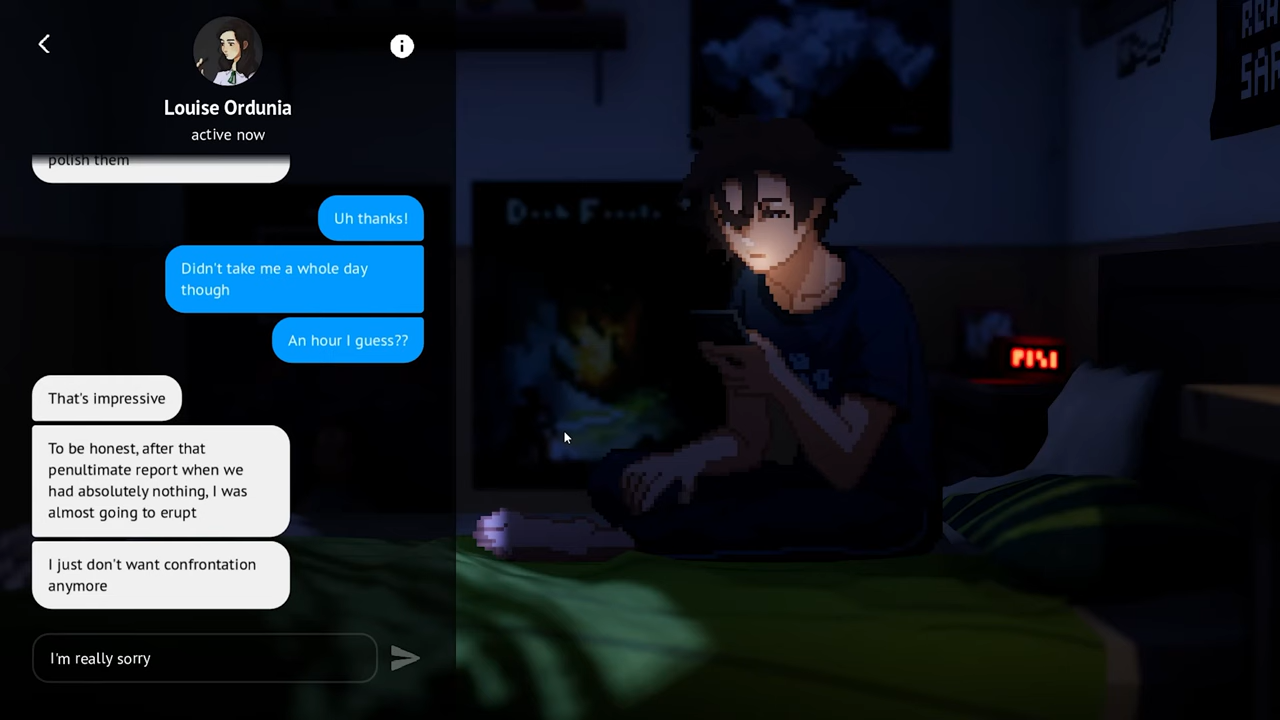 Louise Ordunia
active now
polish them
Uh thanks!
Didn't take me a whole day
though
An hour I guess??
That's impressive
To be honest, after that
penultimate report when we
had absolutely nothing, I was
almost going to erupt
I just don't want confrontation
anymore
I'm really sorry